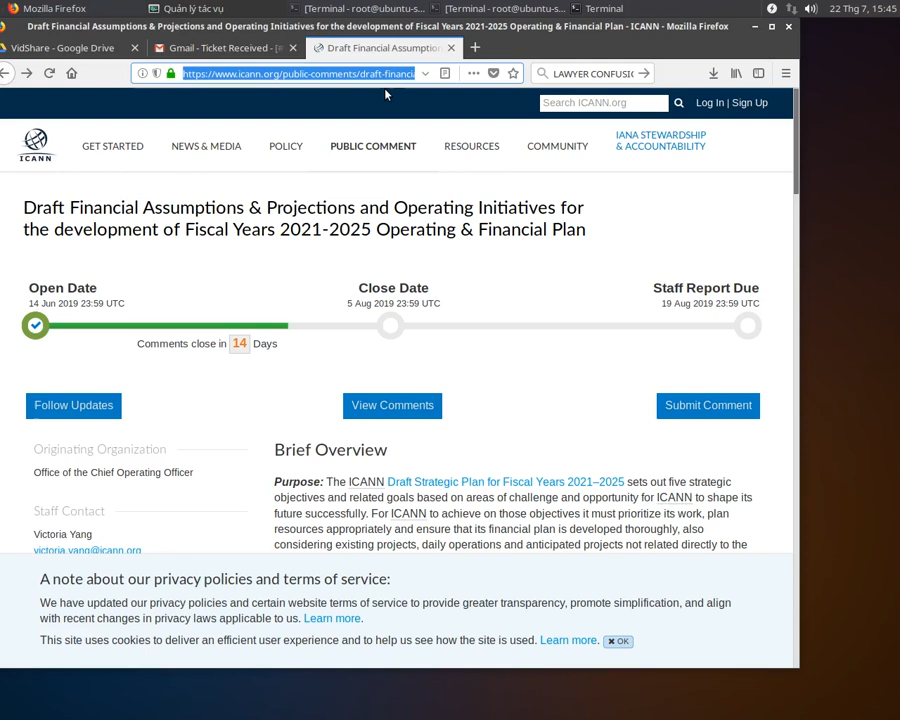 Mozilla Firefox
Quản lý tác vụ
[Terminal - root@ubuntu-s...
[Terminal - root@ubuntu-s...
Terminal
22 Thg 7, 15:45
Draft Financial Assumptions & Projections and Operating Initiatives for the development of Fiscal Years 2021-2025 Operating & Financial Plan - ICANN - Mozilla Firefox
VidShare - Google Drive
Gmail - Ticket Received - [
Draft Financial Assumption
https://www.icann.org/public-comments/draft-financi
LAWYER CONFUSIO
Search ICANN.org
Log In | Sign Up
ICANN
GET STARTED
NEWS & MEDIA
POLICY
PUBLIC COMMENT
RESOURCES
COMMUNITY
IANA STEWARDSHIP
& ACCOUNTABILITY
Draft Financial Assumptions & Projections and Operating Initiatives for
the development of Fiscal Years 2021-2025 Operating & Financial Plan
Open Date
14 Jun 2019 23:59 UTC
Close Date
5 Aug 2019 23:59 UTC
Staff Report Due
19 Aug 2019 23:59 UTC
Comments close in 14 Days
Follow Updates
View Comments
Submit Comment
Originating Organization
Office of the Chief Operating Officer
Staff Contact
Victoria Yang
victoria.yang@icann.org
Brief Overview
Purpose: The ICANN Draft Strategic Plan for Fiscal Years 2021–2025 sets out five strategic
objectives and related goals based on areas of challenge and opportunity for ICANN to shape its
future successfully. For ICANN to achieve on those objectives it must prioritize its work, plan
resources appropriately and ensure that its financial plan is developed thoroughly, also
considering existing projects, daily operations and anticipated projects not related directly to the
A note about our privacy policies and terms of service:
We have updated our privacy policies and certain website terms of service to provide greater transparency, promote simplification, and align
with recent changes in privacy laws applicable to us. Learn more.
This site uses cookies to deliver an efficient user experience and to help us see how the site is used. Learn more.
OK